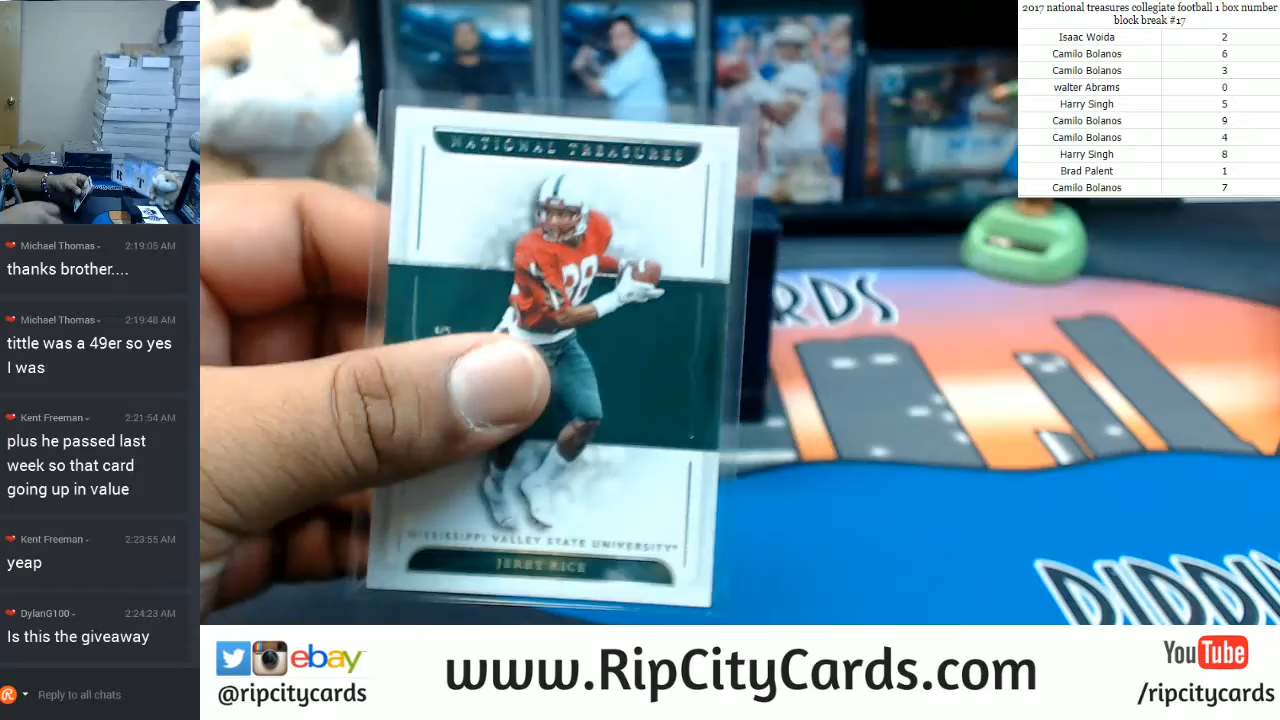 2017 national treasures collegiate football 1 box number
block break #17
Isaac Woida 2
Camilo Bolanos 6
Camilo Bolanos 3
walter Abrams 0
Harry Singh 5
Camilo Bolanos 9
Camilo Bolanos 4
Harry Singh 8
Brad Palent 1
Camilo Bolanos 7
Michael Thomas 2:19:05 AM
thanks brother....
Michael Thomas 2:19:48 AM
tittle was a 49er so yes
I was
Kent Freeman 2:21:54 AM
plus he passed last
week so that card
going up in value
Kent Freeman 2:23:55 AM
yeap
DylanG100 2:24:23 AM
Is this the giveaway
Reply to all chats
NATIONAL TREASURES
88
MISSISSIPPI VALLEY STATE UNIVERSITY
JERRY RICE
RDS
ebay
@ripcitycards
www.RipCityCards.com
YouTube
/ripcitycards